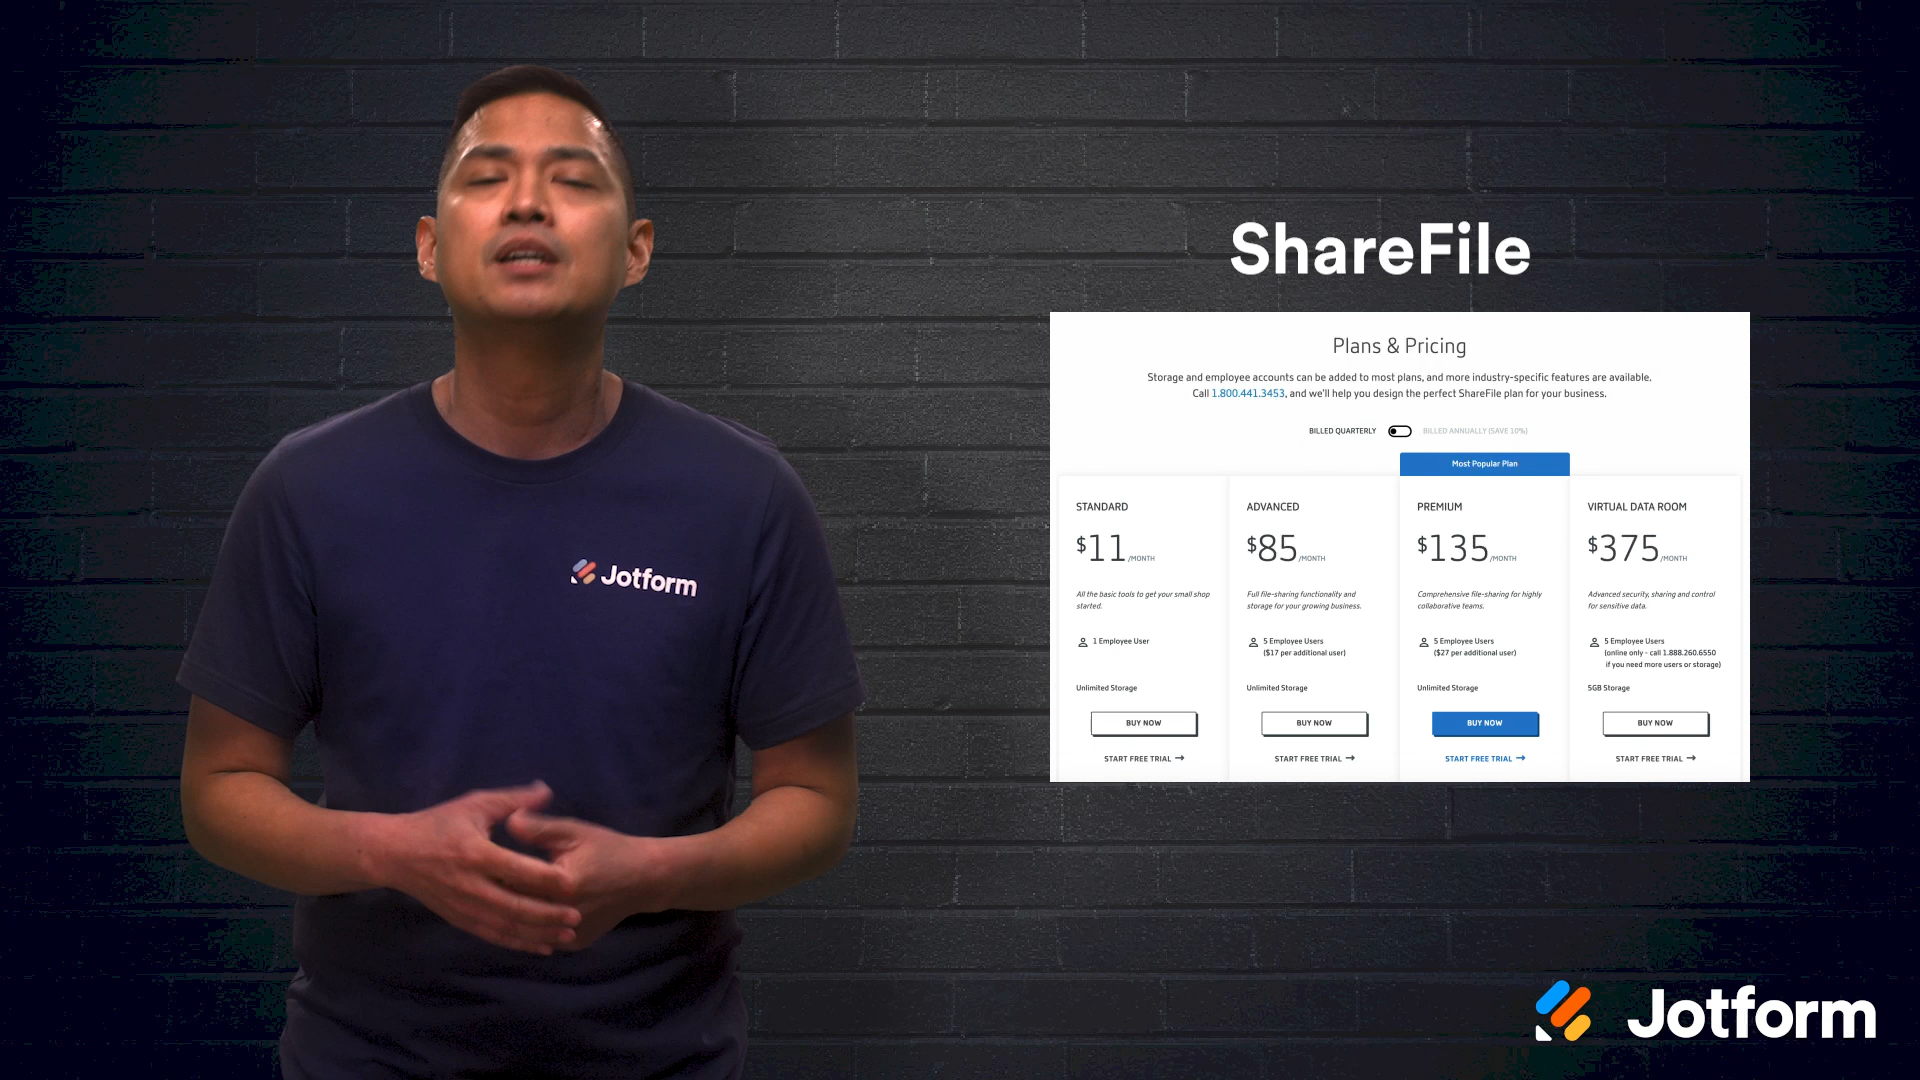 ShareFile
Plans & Pricing
Storage and employee accounts can be added to most plans, and more industry-specific features are available.
Call 1.800.441.3453, and we'll help you design the perfect ShareFile plan for your business.
BILLED QUARTERLY
BILLED ANNUALLY (SAVE 10%)
Most Popular Plan
STANDARD
$11 /MONTH
All the basic tools to get your small shop
started.
1 Employee User
Unlimited Storage
BUY NOW
START FREE TRIAL →
ADVANCED
$85 /MONTH
Full file-sharing functionality and
storage for your growing business.
5 Employee Users
($17 per additional user)
Unlimited Storage
BUY NOW
START FREE TRIAL →
PREMIUM
$135 /MONTH
Comprehensive file-sharing for highly
collaborative teams.
5 Employee Users
($27 per additional user)
Unlimited Storage
BUY NOW
START FREE TRIAL →
VIRTUAL DATA ROOM
$375 /MONTH
Advanced security, sharing and control
for sensitive data.
5 Employee Users
(online only - call 1.888.260.6550
if you need more users or storage)
5GB Storage
BUY NOW
START FREE TRIAL →
Jotform
Jotform